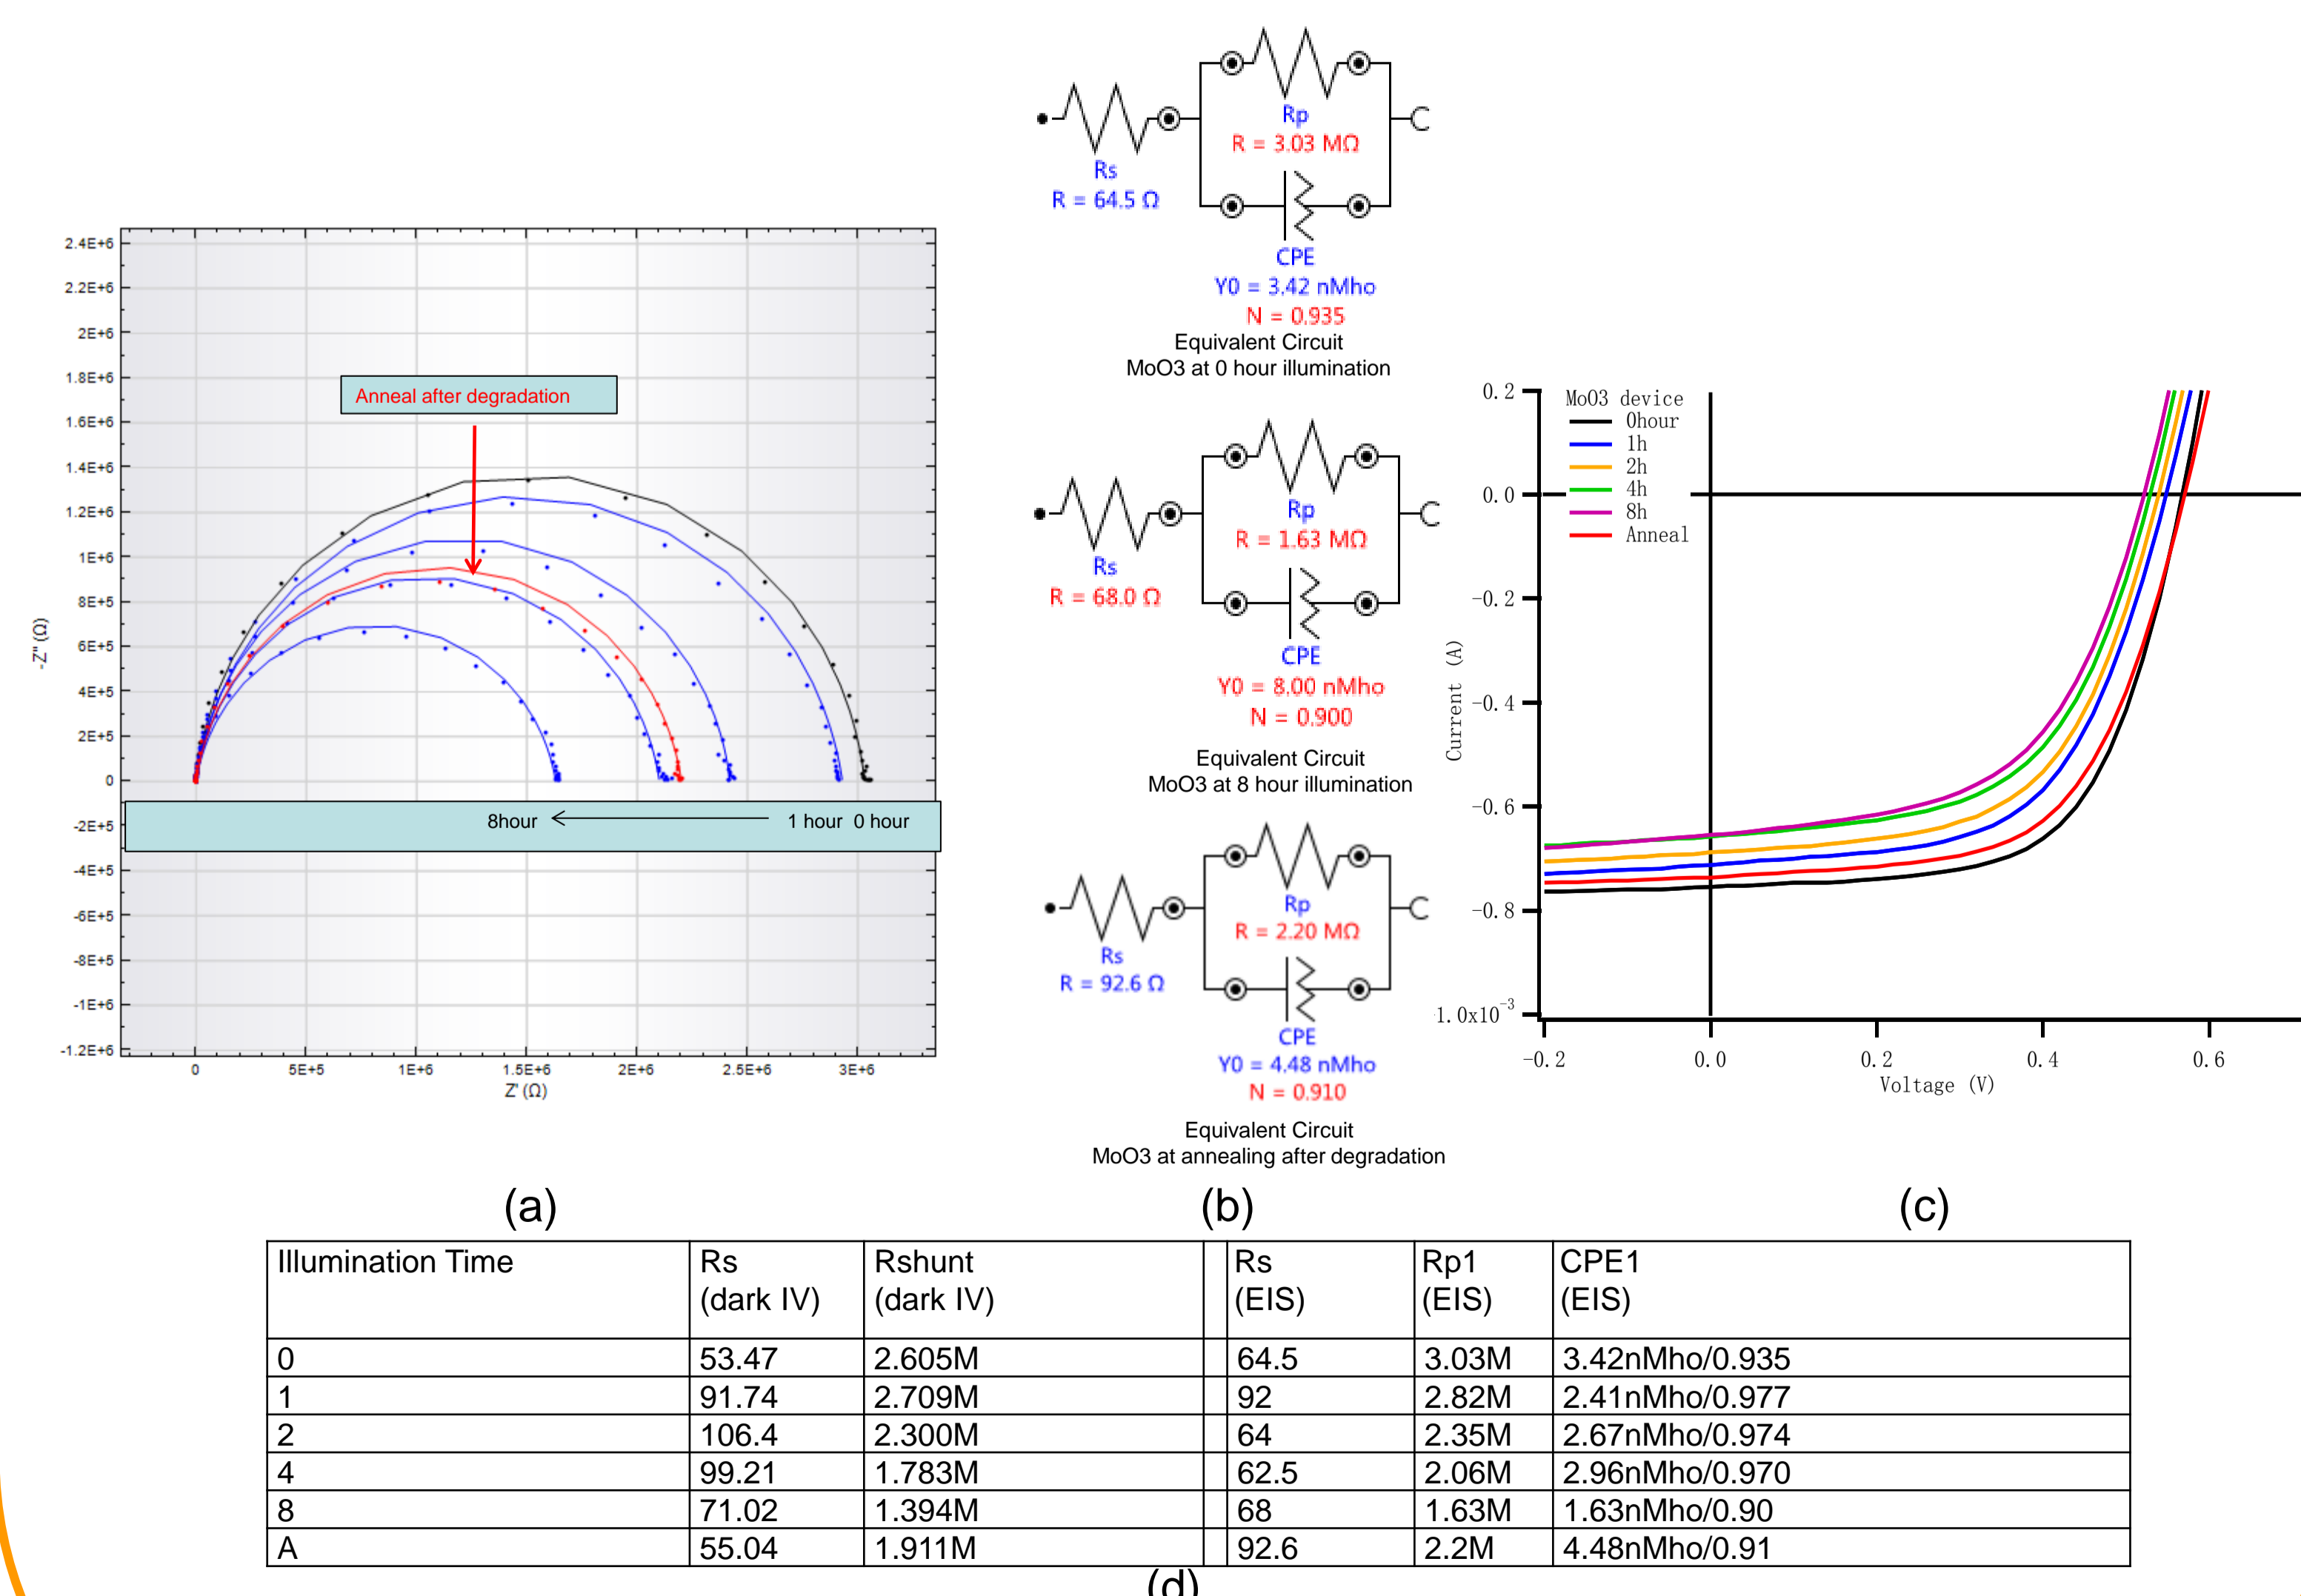 2.4E+6
2.2E+6
2E+6
1.8E+6
1.6E+6
1.4E+6
1.2E+6
1E+6
8E+5
6E+5
4E+5
2E+5
0
-2E+5
-4E+5
-6E+5
-8E+5
-1E+6
-1.2E+6
-Z'' (Ω)
Anneal after degradation
8hour
1 hour 0 hour
0
5E+5
1E+6
1.5E+6
2E+6
2.5E+6
3E+6
Z' (Ω)
(a)
Rp
R = 3.03 MΩ
Rs
R = 64.5 Ω
CPE
Y0 = 3.42 nMho
N = 0.935
Equivalent Circuit
MoO3 at 0 hour illumination
Rp
R = 1.63 MΩ
Rs
R = 68.0 Ω
CPE
Y0 = 8.00 nMho
N = 0.900
Equivalent Circuit
MoO3 at 8 hour illumination
Rp
R = 2.20 MΩ
Rs
R = 92.6 Ω
CPE
Y0 = 4.48 nMho
N = 0.910
Equivalent Circuit
MoO3 at annealing after degradation
(b)
0.2
0.0
-0.2
-0.4
-0.6
-0.8
1.0x10-3
Current (A)
MoO3 device
0hour
1h
2h
4h
8h
Anneal
-0.2
0.0
0.2
0.4
0.6
Voltage (V)
(c)
Illumination Time Rs (dark IV) Rshunt (dark IV) Rs (EIS) Rp1 (EIS) CPE1 (EIS)
0 53.47 2.605M 64.5 3.03M 3.42nMho/0.935
1 91.74 2.709M 92 2.82M 2.41nMho/0.977
2 106.4 2.300M 64 2.35M 2.67nMho/0.974
4 99.21 1.783M 62.5 2.06M 2.96nMho/0.970
8 71.02 1.394M 68 1.63M 1.63nMho/0.90
A 55.04 1.911M 92.6 2.2M 4.48nMho/0.91
(d)